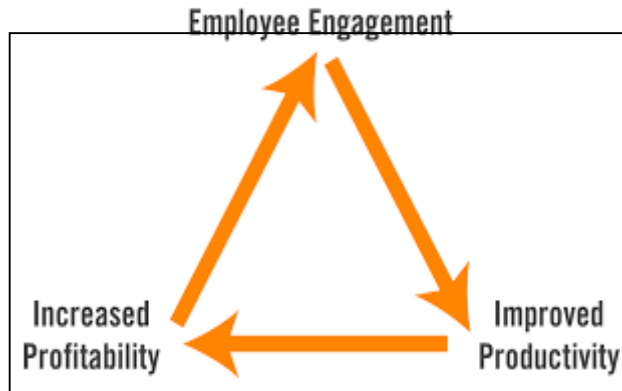 Employee Engagement
Increased
Profitability
Improved
Productivity